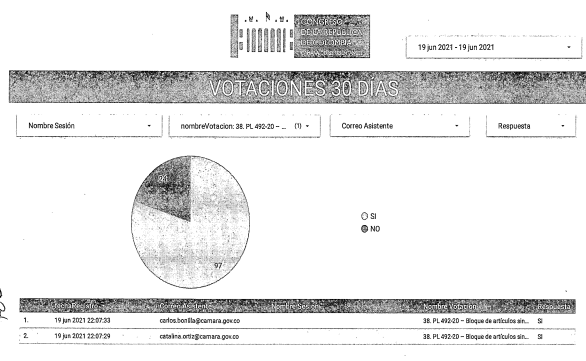 CONGRESO
DE LA REPÚBLICA
DE COLOMBIA
19 jun 2021 - 19 jun 2021
VOTACIONES 30 DÍAS
Nombre Sesión
nombreVotacion: 38. PL 492-20 – ... (1)
Correo Asistente
Respuesta
97
SI
NO
FechaRegistro Correo Asistente Nombre Sesión Nombre Votación Respuesta
1. 19 jun 2021 22:07:33 carlos.bonilla@camara.gov.co 38. PL 492-20 – Bloque de artículos sin... SI
2. 19 jun 2021 22:07:29 catalina.ortiz@camara.gov.co 38. PL 492-20 – Bloque de artículos sin... SI